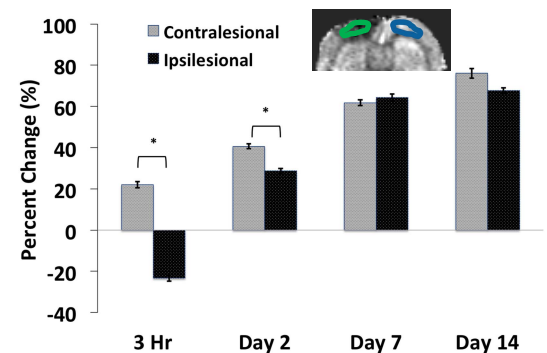 Contralesional
Ipsilesional
Percent Change (%)
100
80
60
40
20
0
-20
-40
*
*
3 Hr Day 2 Day 7 Day 14